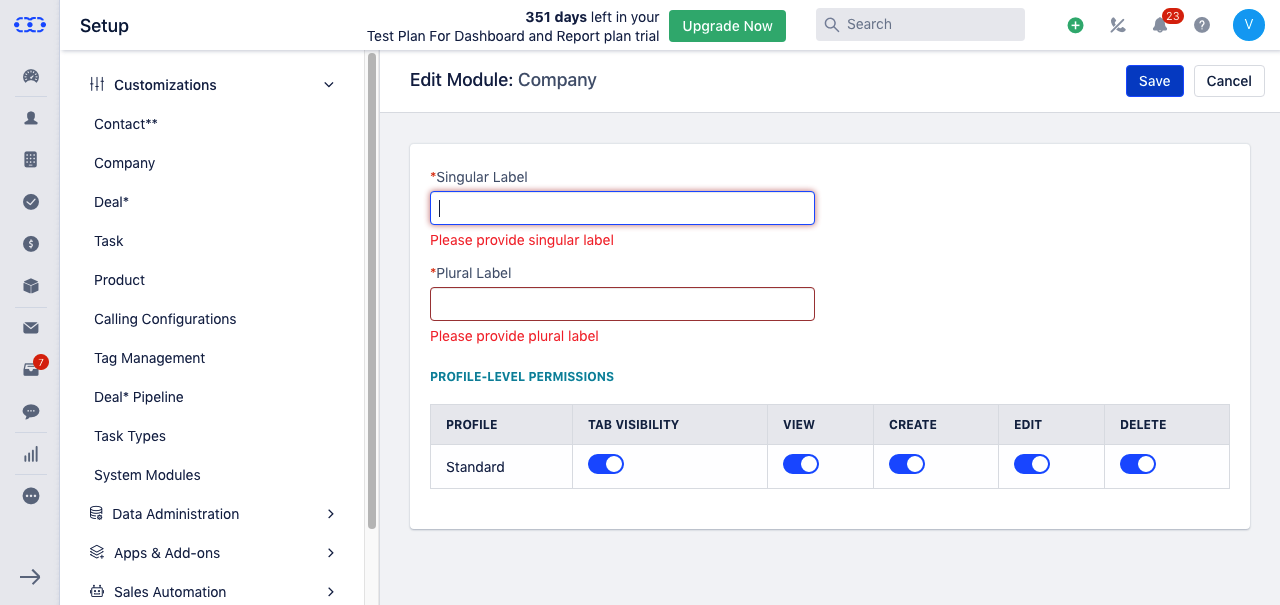 Setup
351 days left in your
Test Plan For Dashboard and Report plan trial
Upgrade Now
Search
23
V
7
Customizations
Contact**
Company
Deal*
Task
Product
Calling Configurations
Tag Management
Deal* Pipeline
Task Types
System Modules
Data Administration
Apps & Add-ons
Sales Automation
Edit Module: Company
Save
Cancel
*Singular Label
Please provide singular label
*Plural Label
Please provide plural label
PROFILE-LEVEL PERMISSIONS
PROFILE TAB VISIBILITY VIEW CREATE EDIT DELETE
Standard